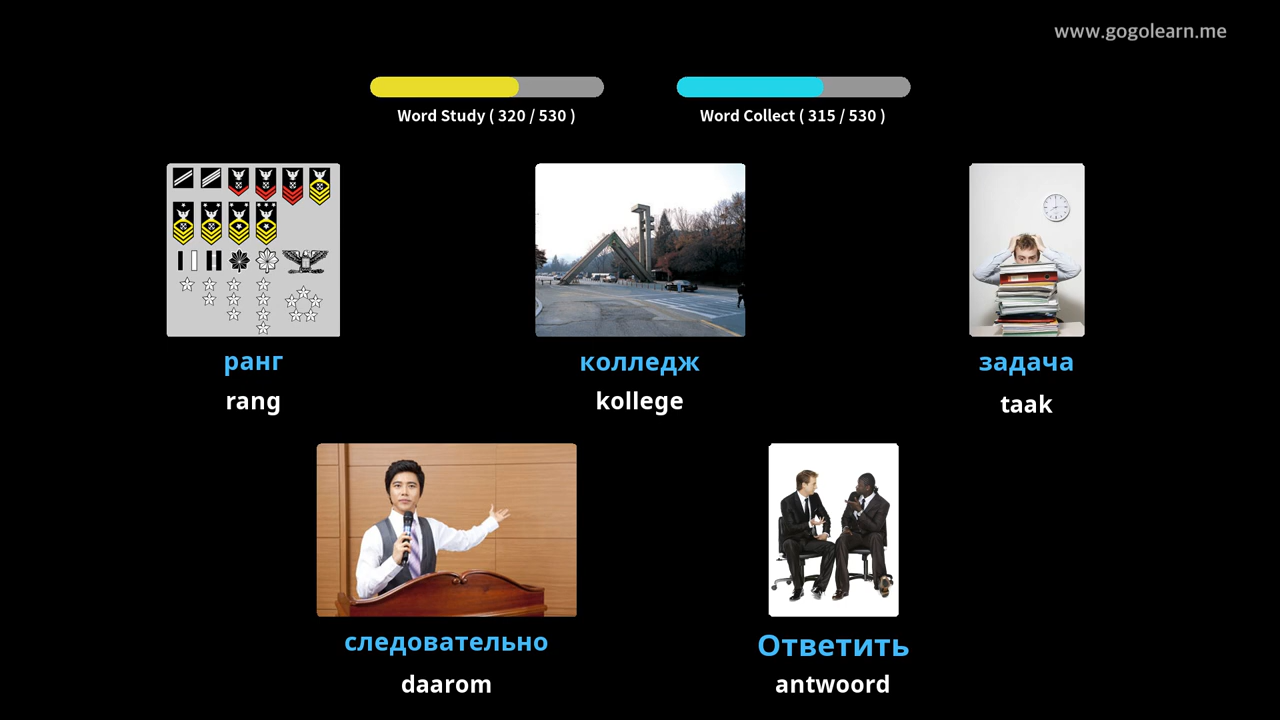 www.gogolearn.me
Word Study ( 320 / 530 )
Word Collect ( 315 / 530 )
ранг
rang
колледж
kollege
задача
taak
следовательно
daarom
Ответить
antwoord